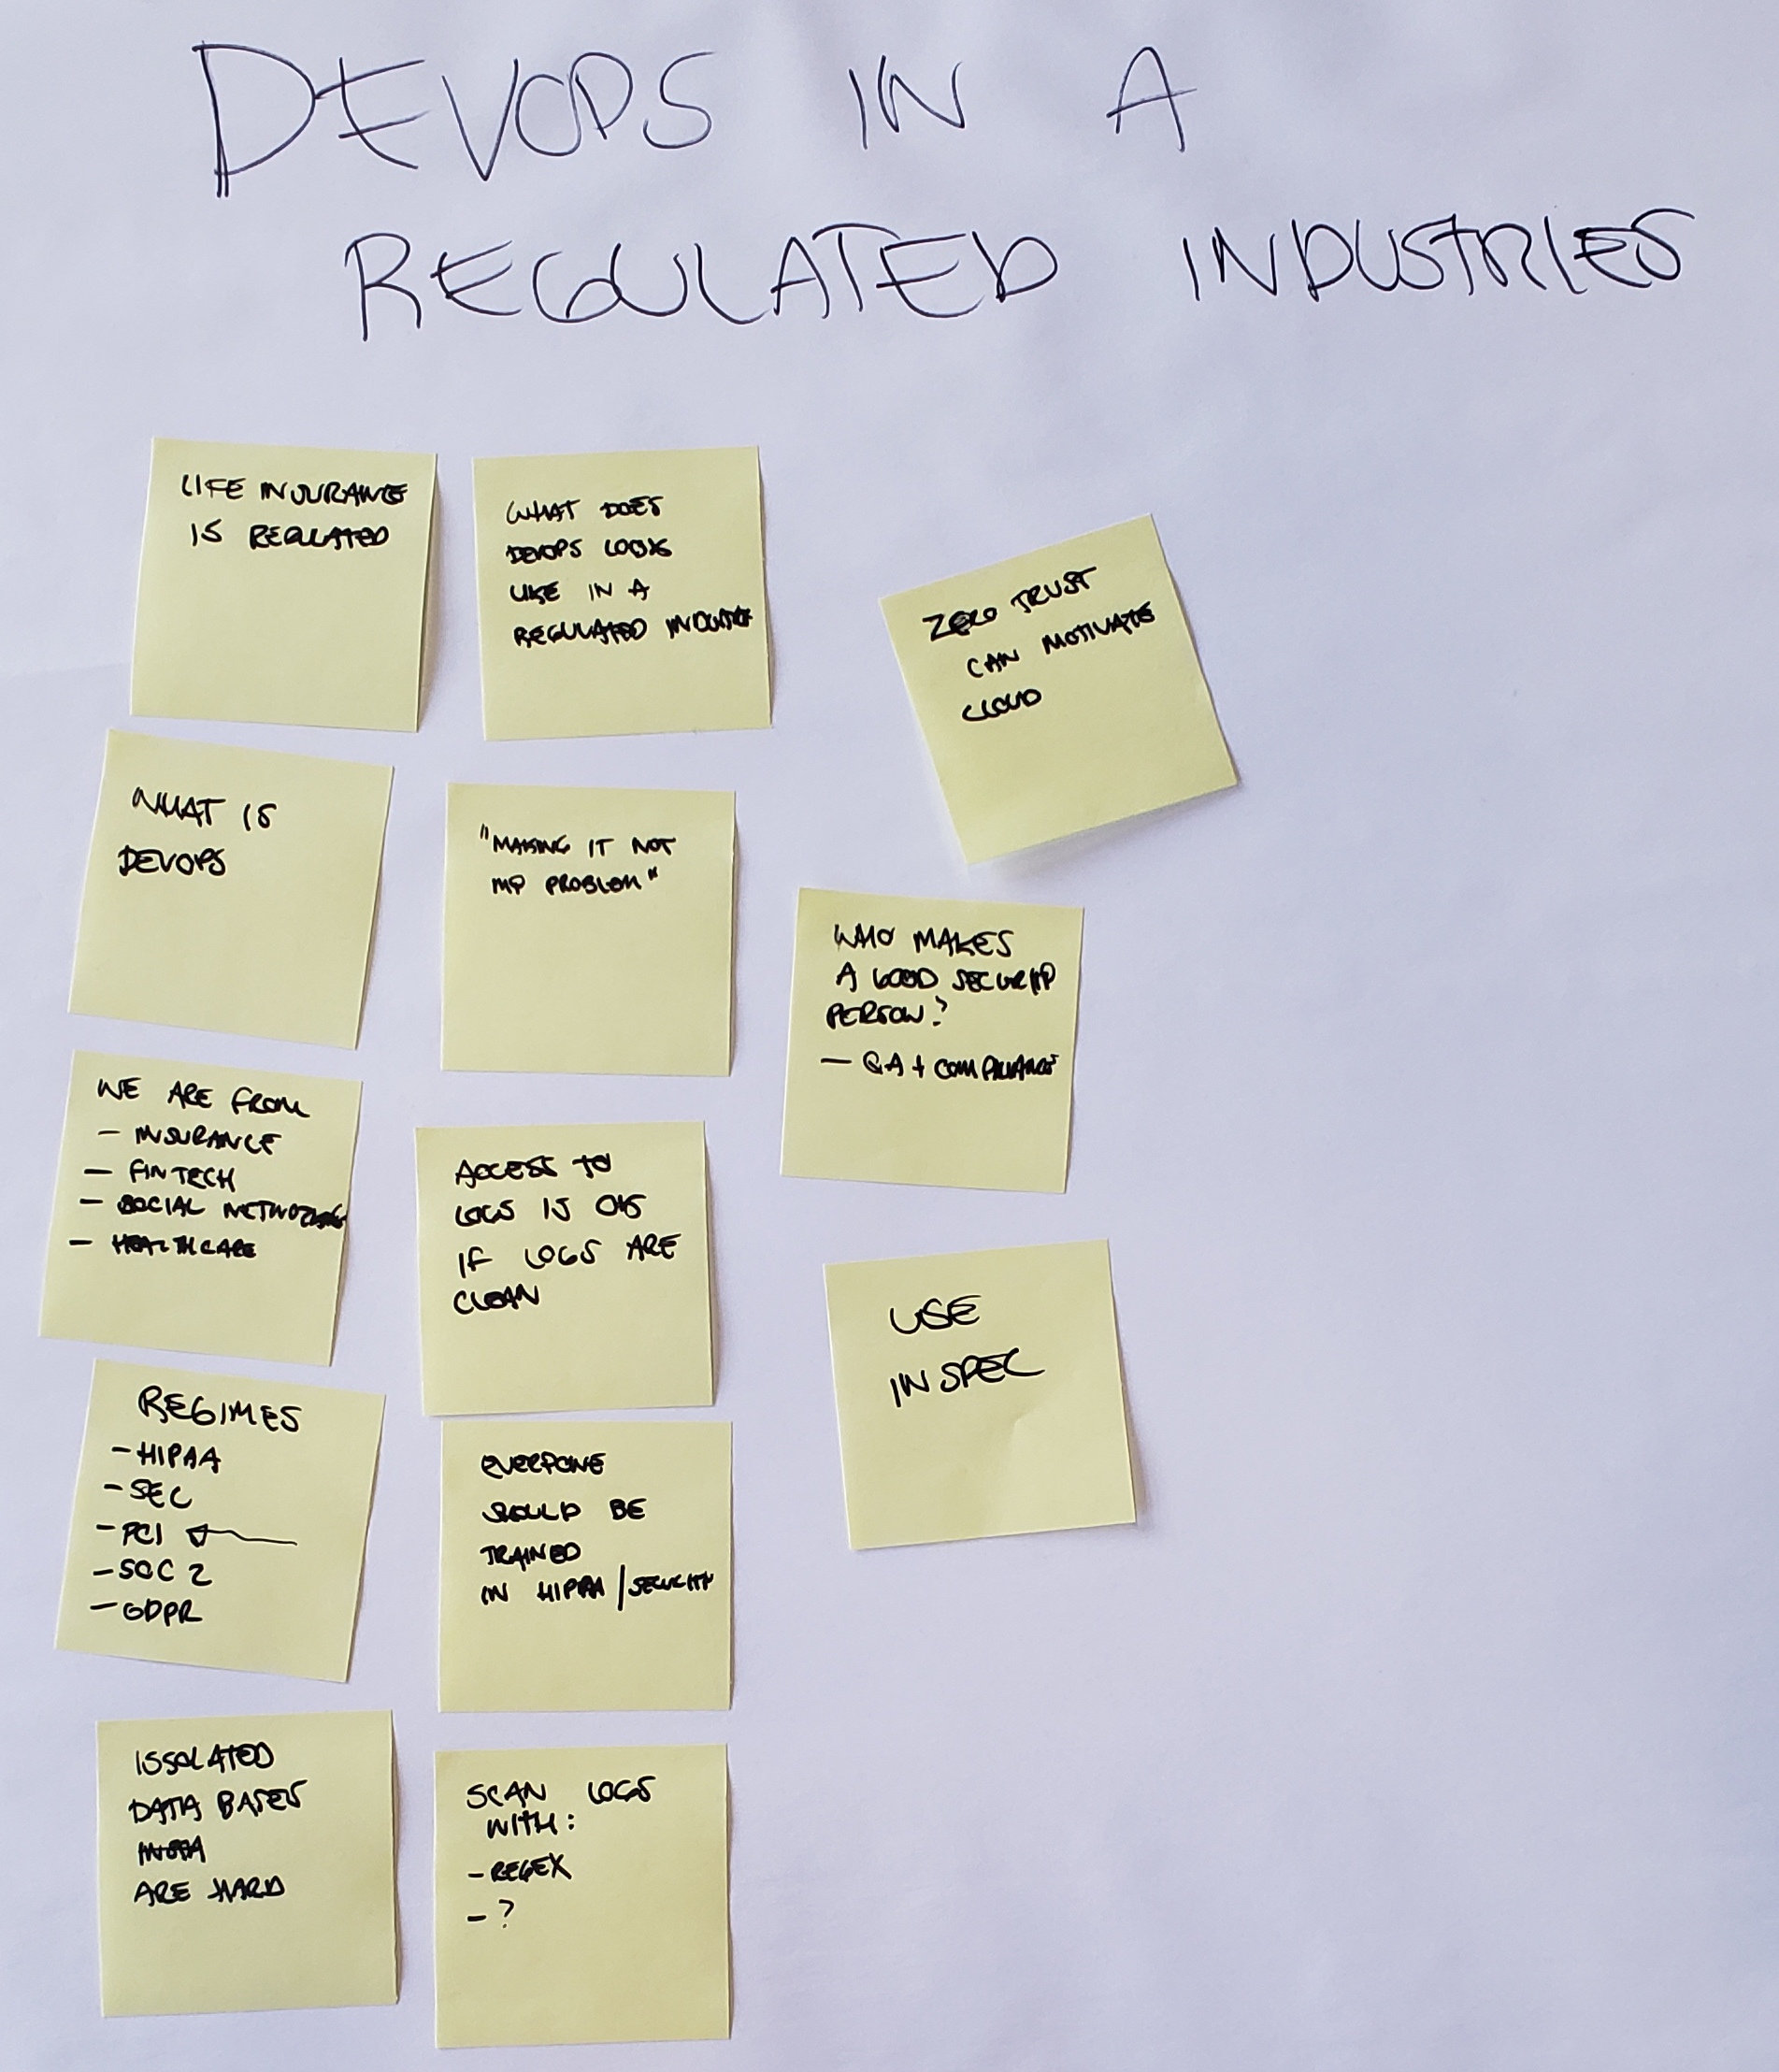 DEVOPS IN A
REGULATED INDUSTRIES
LIFE INSURANCE
IS REGULATED
WHAT IS
DEVOPS
WE ARE FROM
- INSURANCE
- FINTECH
- SOCIAL NETWORKING
- HEALTHCARE
REGIMES
- HIPAA
- SEC
- PCI
- SOC 2
- GDPR
ISSOLATED
DATA BASES
ARE HARD
WHAT DOES
DEVOPS LOOK
LIKE IN A
REGULATED INDUSTRY
"MAKING IT NOT
MY PROBLEM"
ACCESS TO
LOGS IS OK
IF LOGS ARE
CLEAN
EVERYONE
SHOULD BE
TRAINED
IN HIPAA / SECURITY
SCAN LOGS
WITH:
- REGEX
- ?
ZERO TRUST
CAN MOTIVATE
CLOUD
WHO MAKES
A GOOD SECURITY
PERSON?
- QA + COMPLIANCE
USE
INSPEC